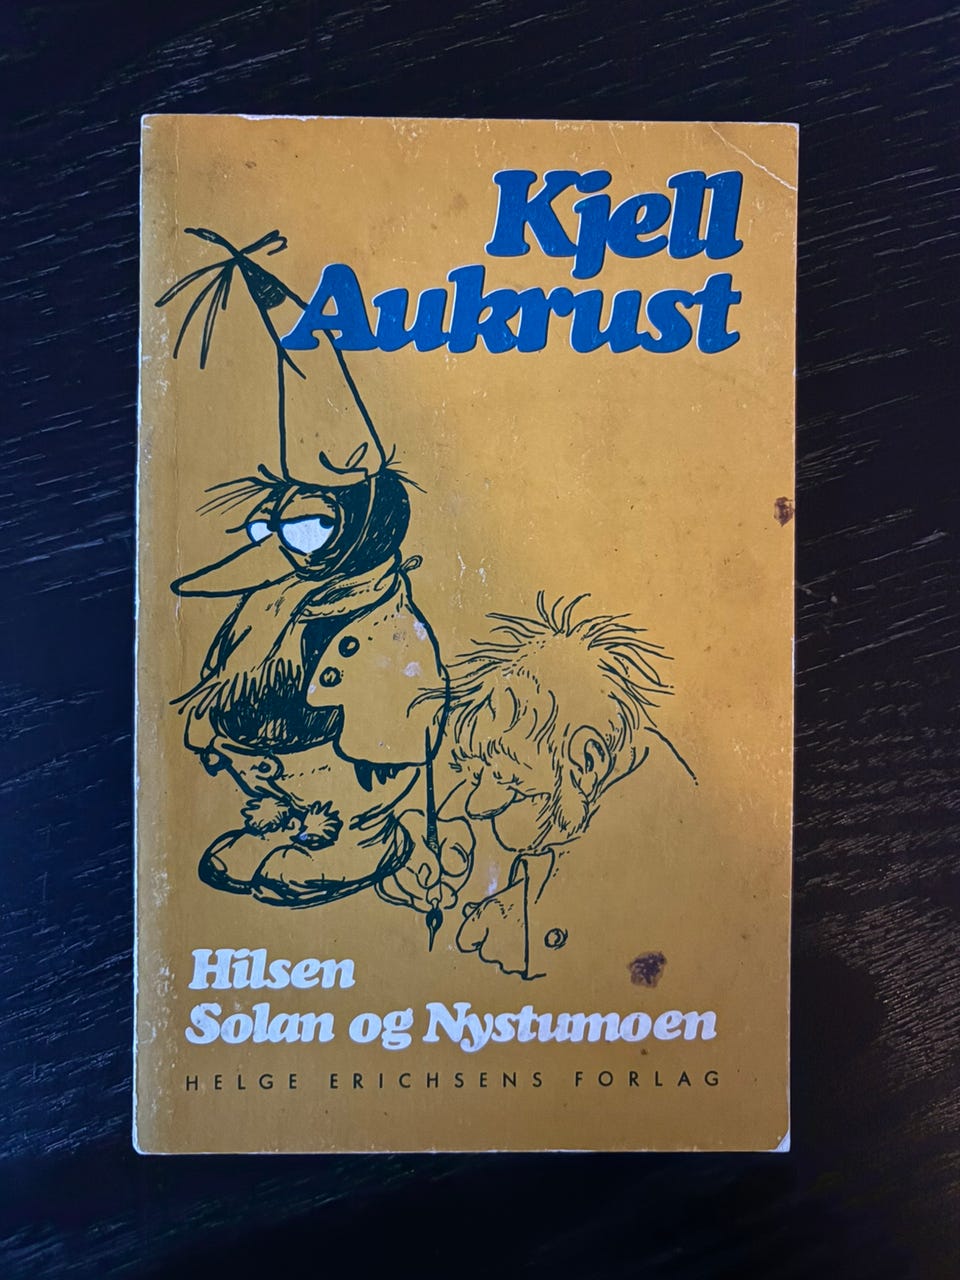 Kjell
Aukrust
Hilsen
Solan og Nystumoen
HELGE ERICHSENS FORLAG